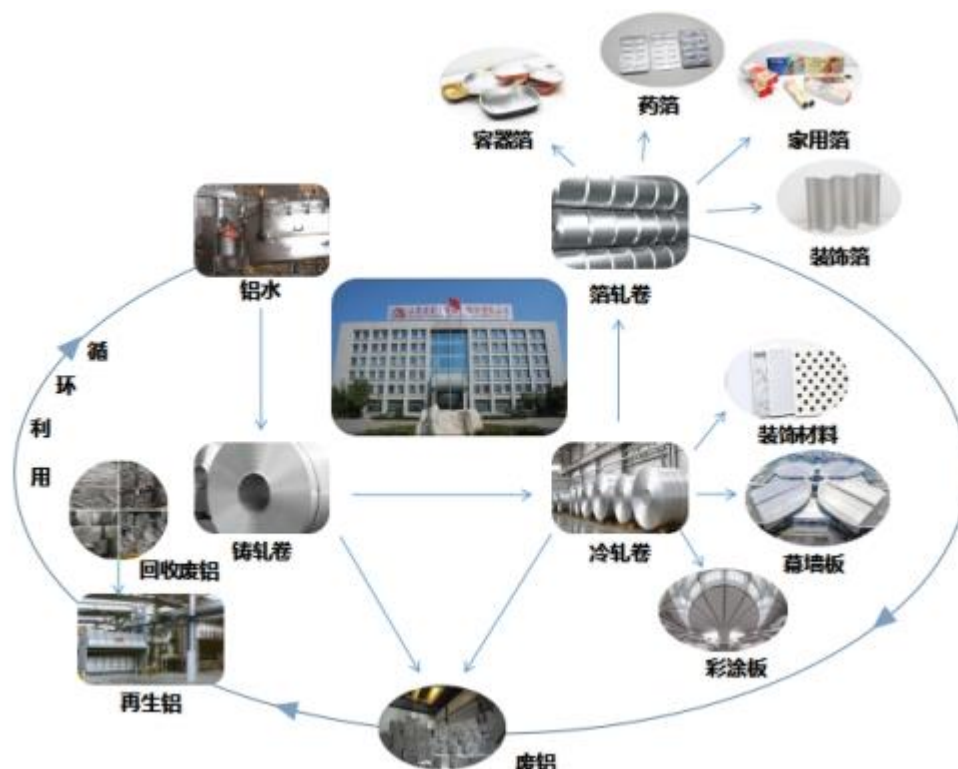 药箔
容器箔
家用箔
装饰箔
铝水
箔轧卷
循环利用
装饰材料
铸轧卷
冷轧卷
幕墙板
回收废铝
彩涂板
再生铝
废铝